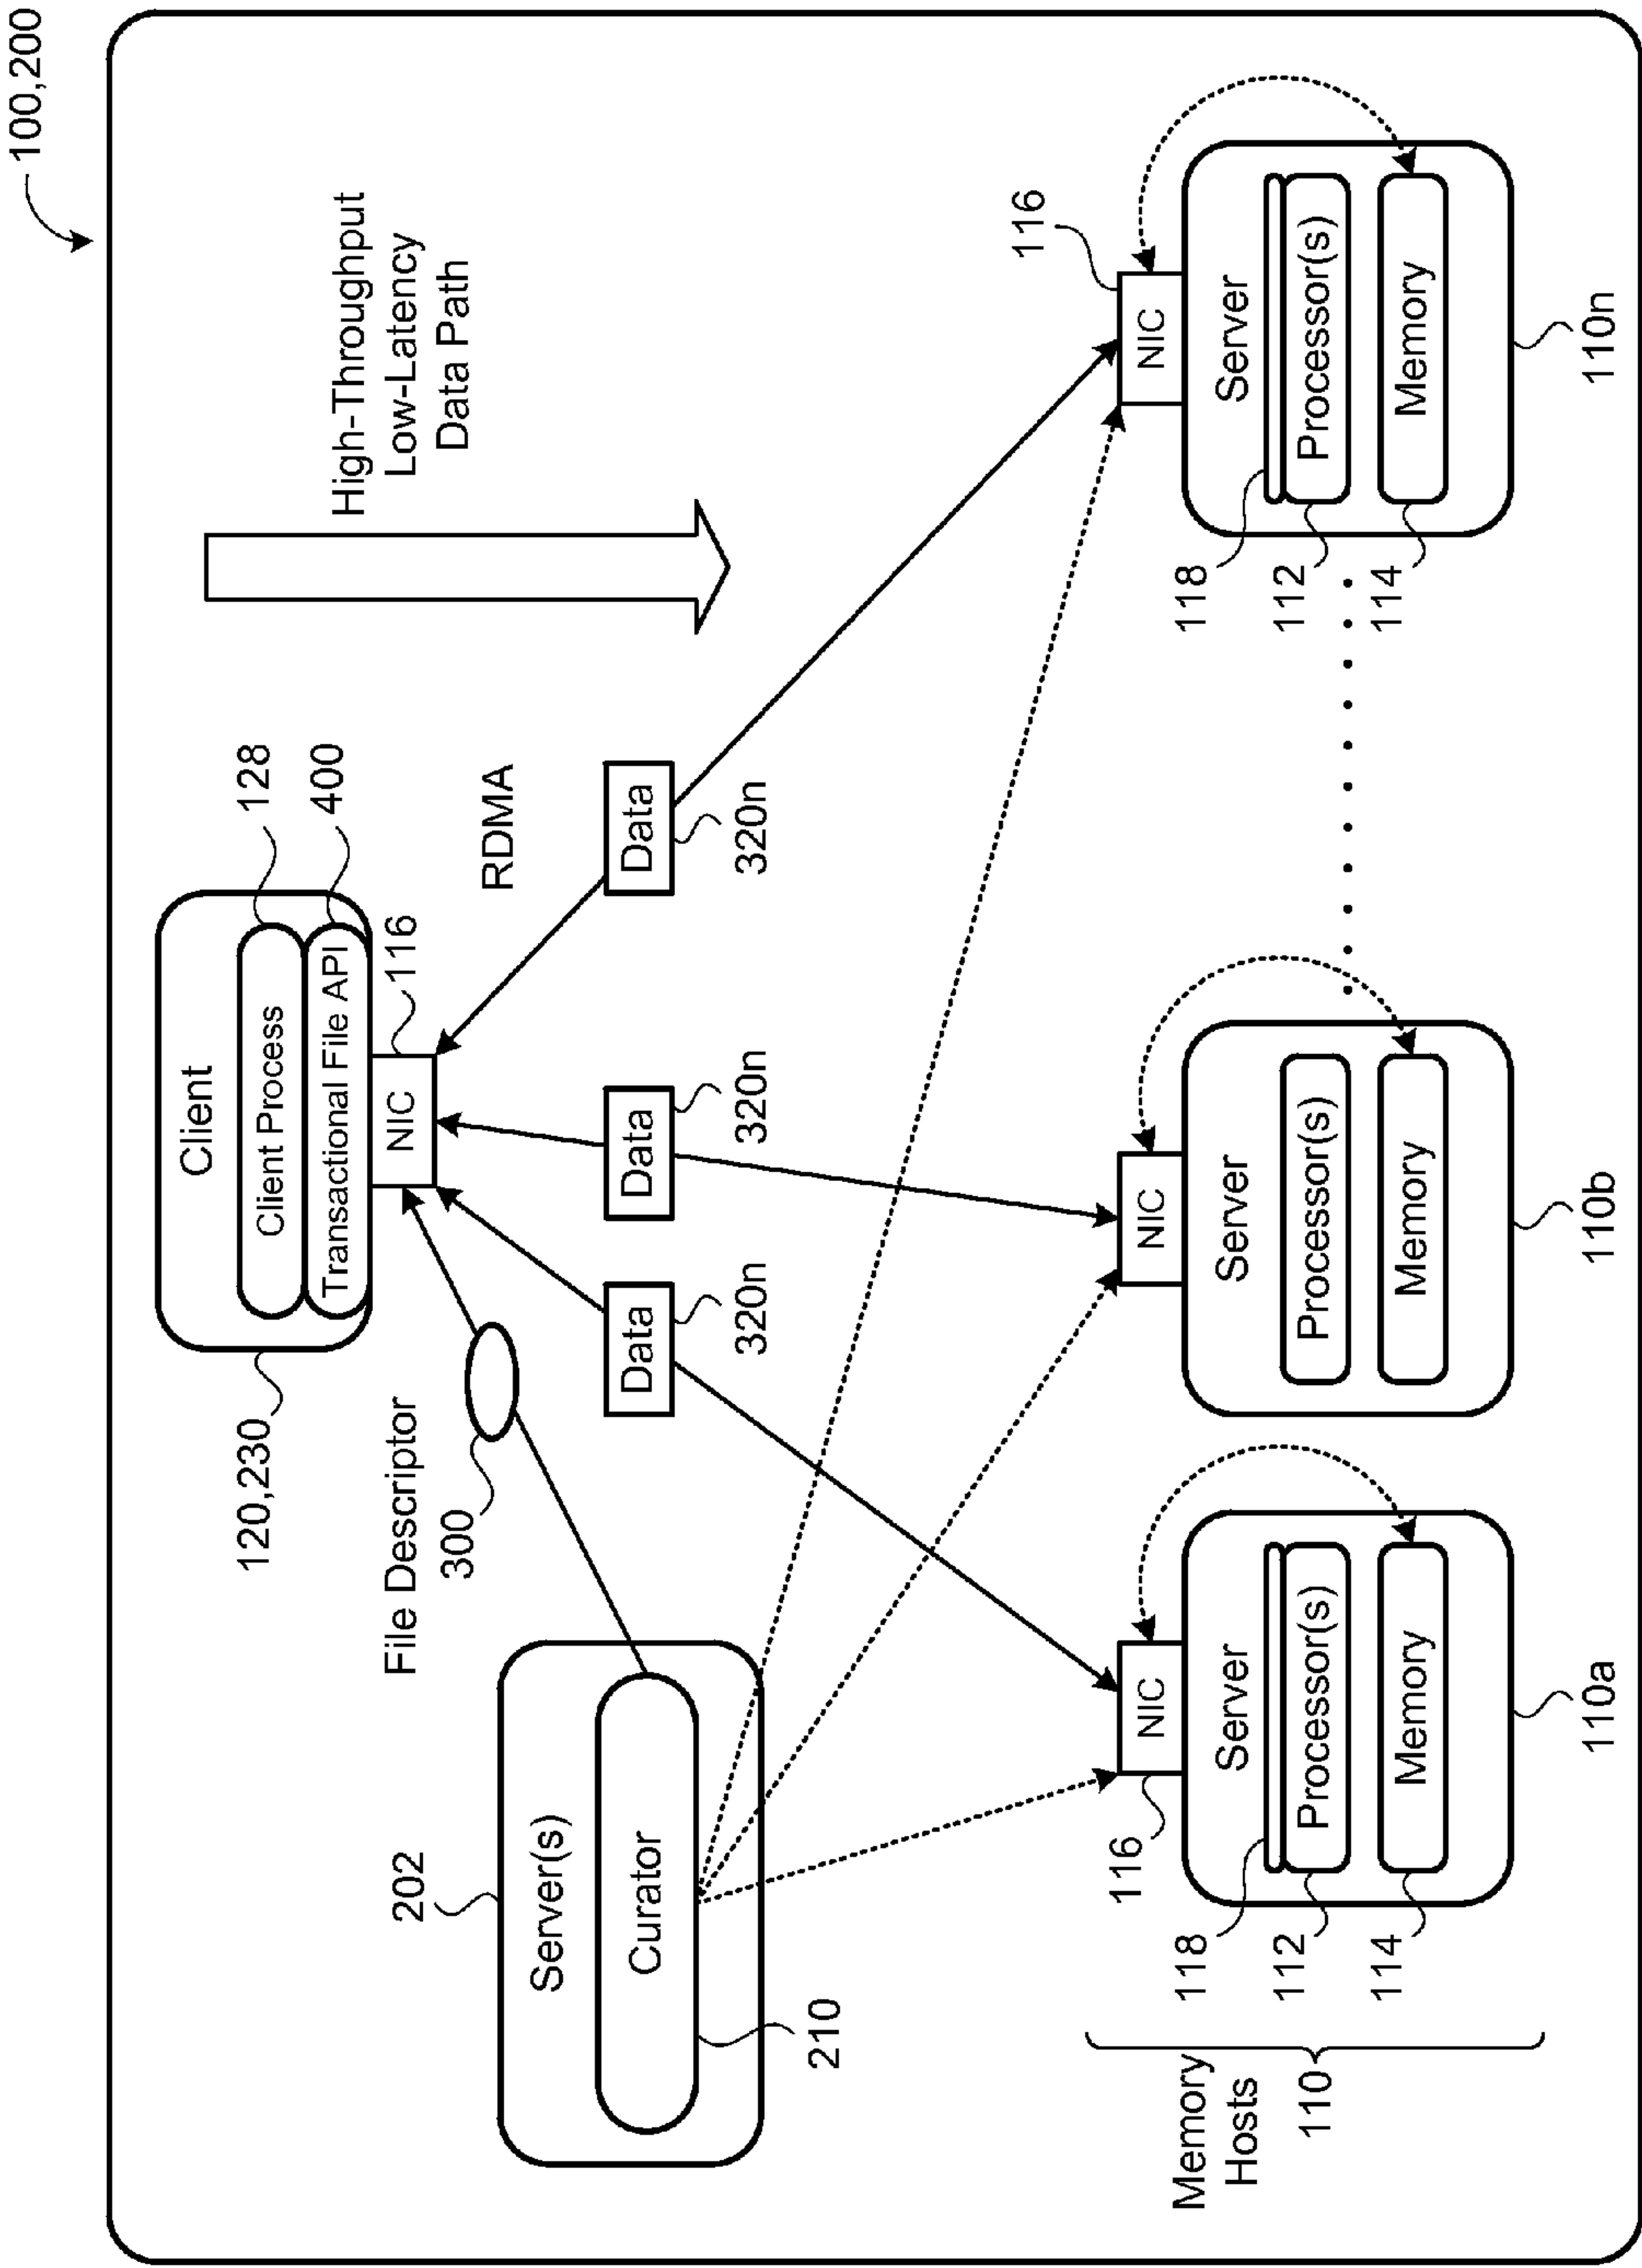 100,200
Client
Client Process
Transactional File API
NIC
120,230
128
400
116
File Descriptor
300
RDMA
High-Throughput
Low-Latency
Data Path
202
Server(s)
Curator
210
Data
320n
Data
320n
Data
320n
Memory
Hosts
110
116
NIC
Server
Processor(s)
Memory
118
112
114
110a
NIC
Server
Processor(s)
Memory
110b
116
NIC
Server
Processor(s)
Memory
118
112
114
110n